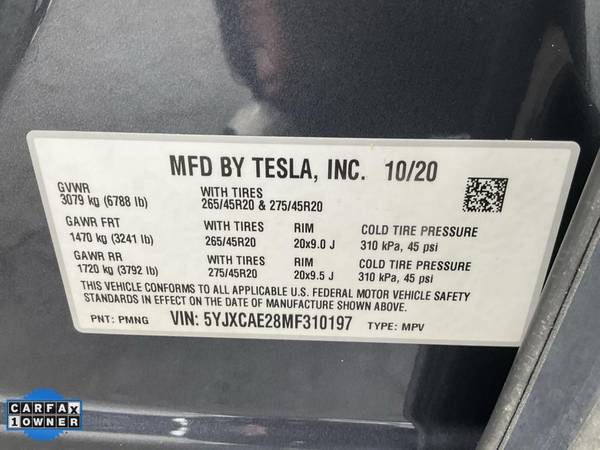 MFD BY TESLA, INC. 10/20
GVWR
3079 kg (6788 lb)
WITH TIRES
265/45R20 & 275/45R20
GAWR FRT
1470 kg (3241 lb)
WITH TIRES
265/45R20
RIM
20x9.0 J
COLD TIRE PRESSURE
310 kPa, 45 psi
GAWR RR
1720 kg (3792 lb)
WITH TIRES
275/45R20
RIM
20x9.5 J
COLD TIRE PRESSURE
310 kPa, 45 psi
THIS VEHICLE CONFORMS TO ALL APPLICABLE U.S. FEDERAL MOTOR VEHICLE SAFETY
STANDARDS IN EFFECT ON THE DATE OF MANUFACTURE SHOWN ABOVE.
PNT: PMNG VIN: 5YJXCAE28MF310197 TYPE: MPV
CARFAX
1 OWNER